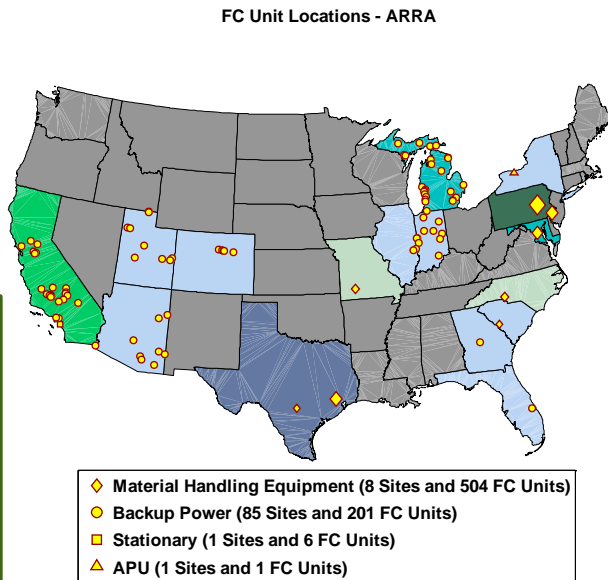 FC Unit Locations - ARRA
Material Handling Equipment (8 Sites and 504 FC Units)
Backup Power (85 Sites and 201 FC Units)
Stationary (1 Sites and 6 FC Units)
APU (1 Sites and 1 FC Units)